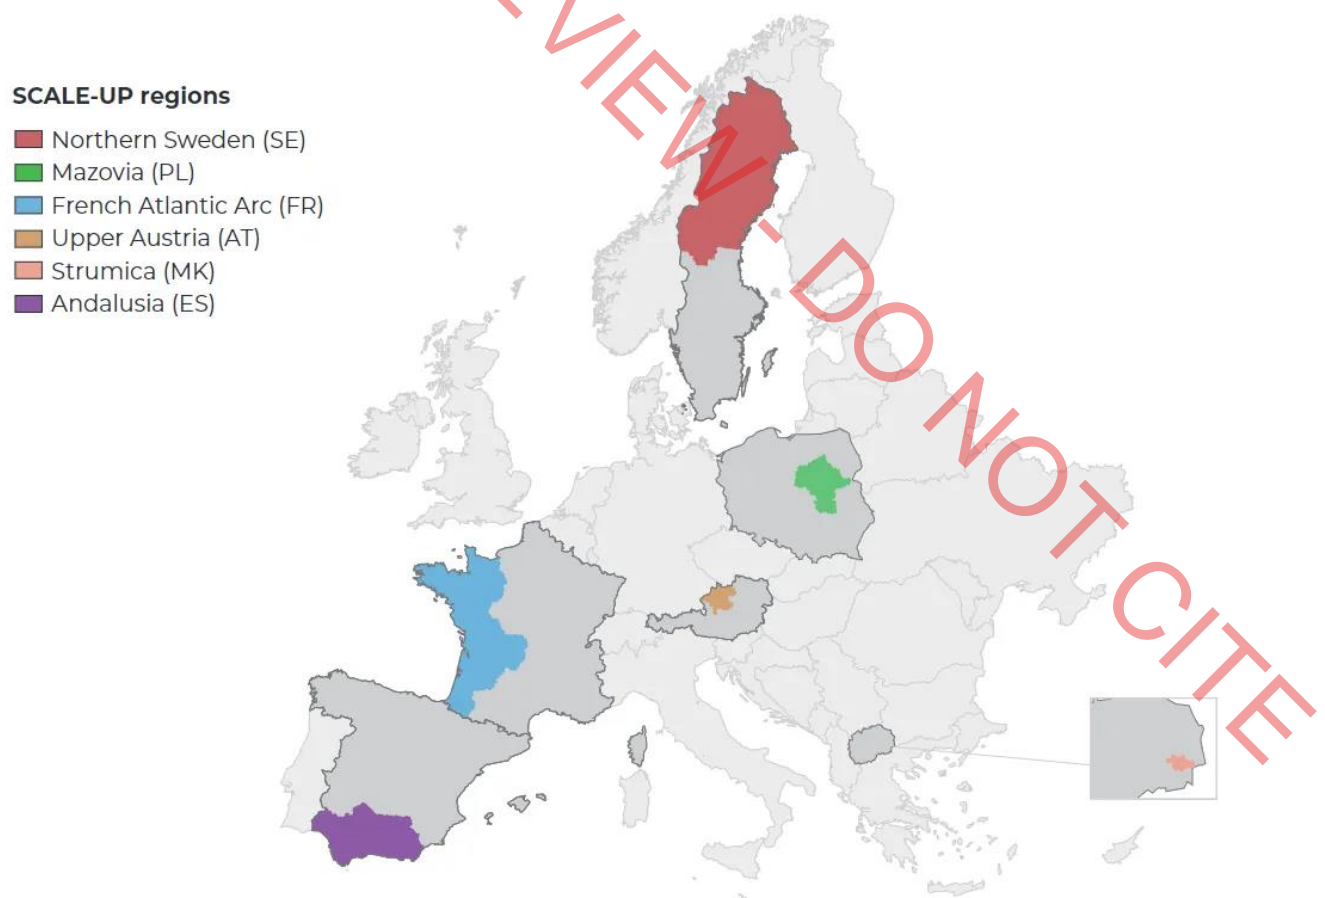 SCALE-UP regions
Northern Sweden (SE)
Mazovia (PL)
French Atlantic Arc (FR)
Upper Austria (AT)
Strumica (MK)
Andalusia (ES)
VIEW - DO NOT CITE